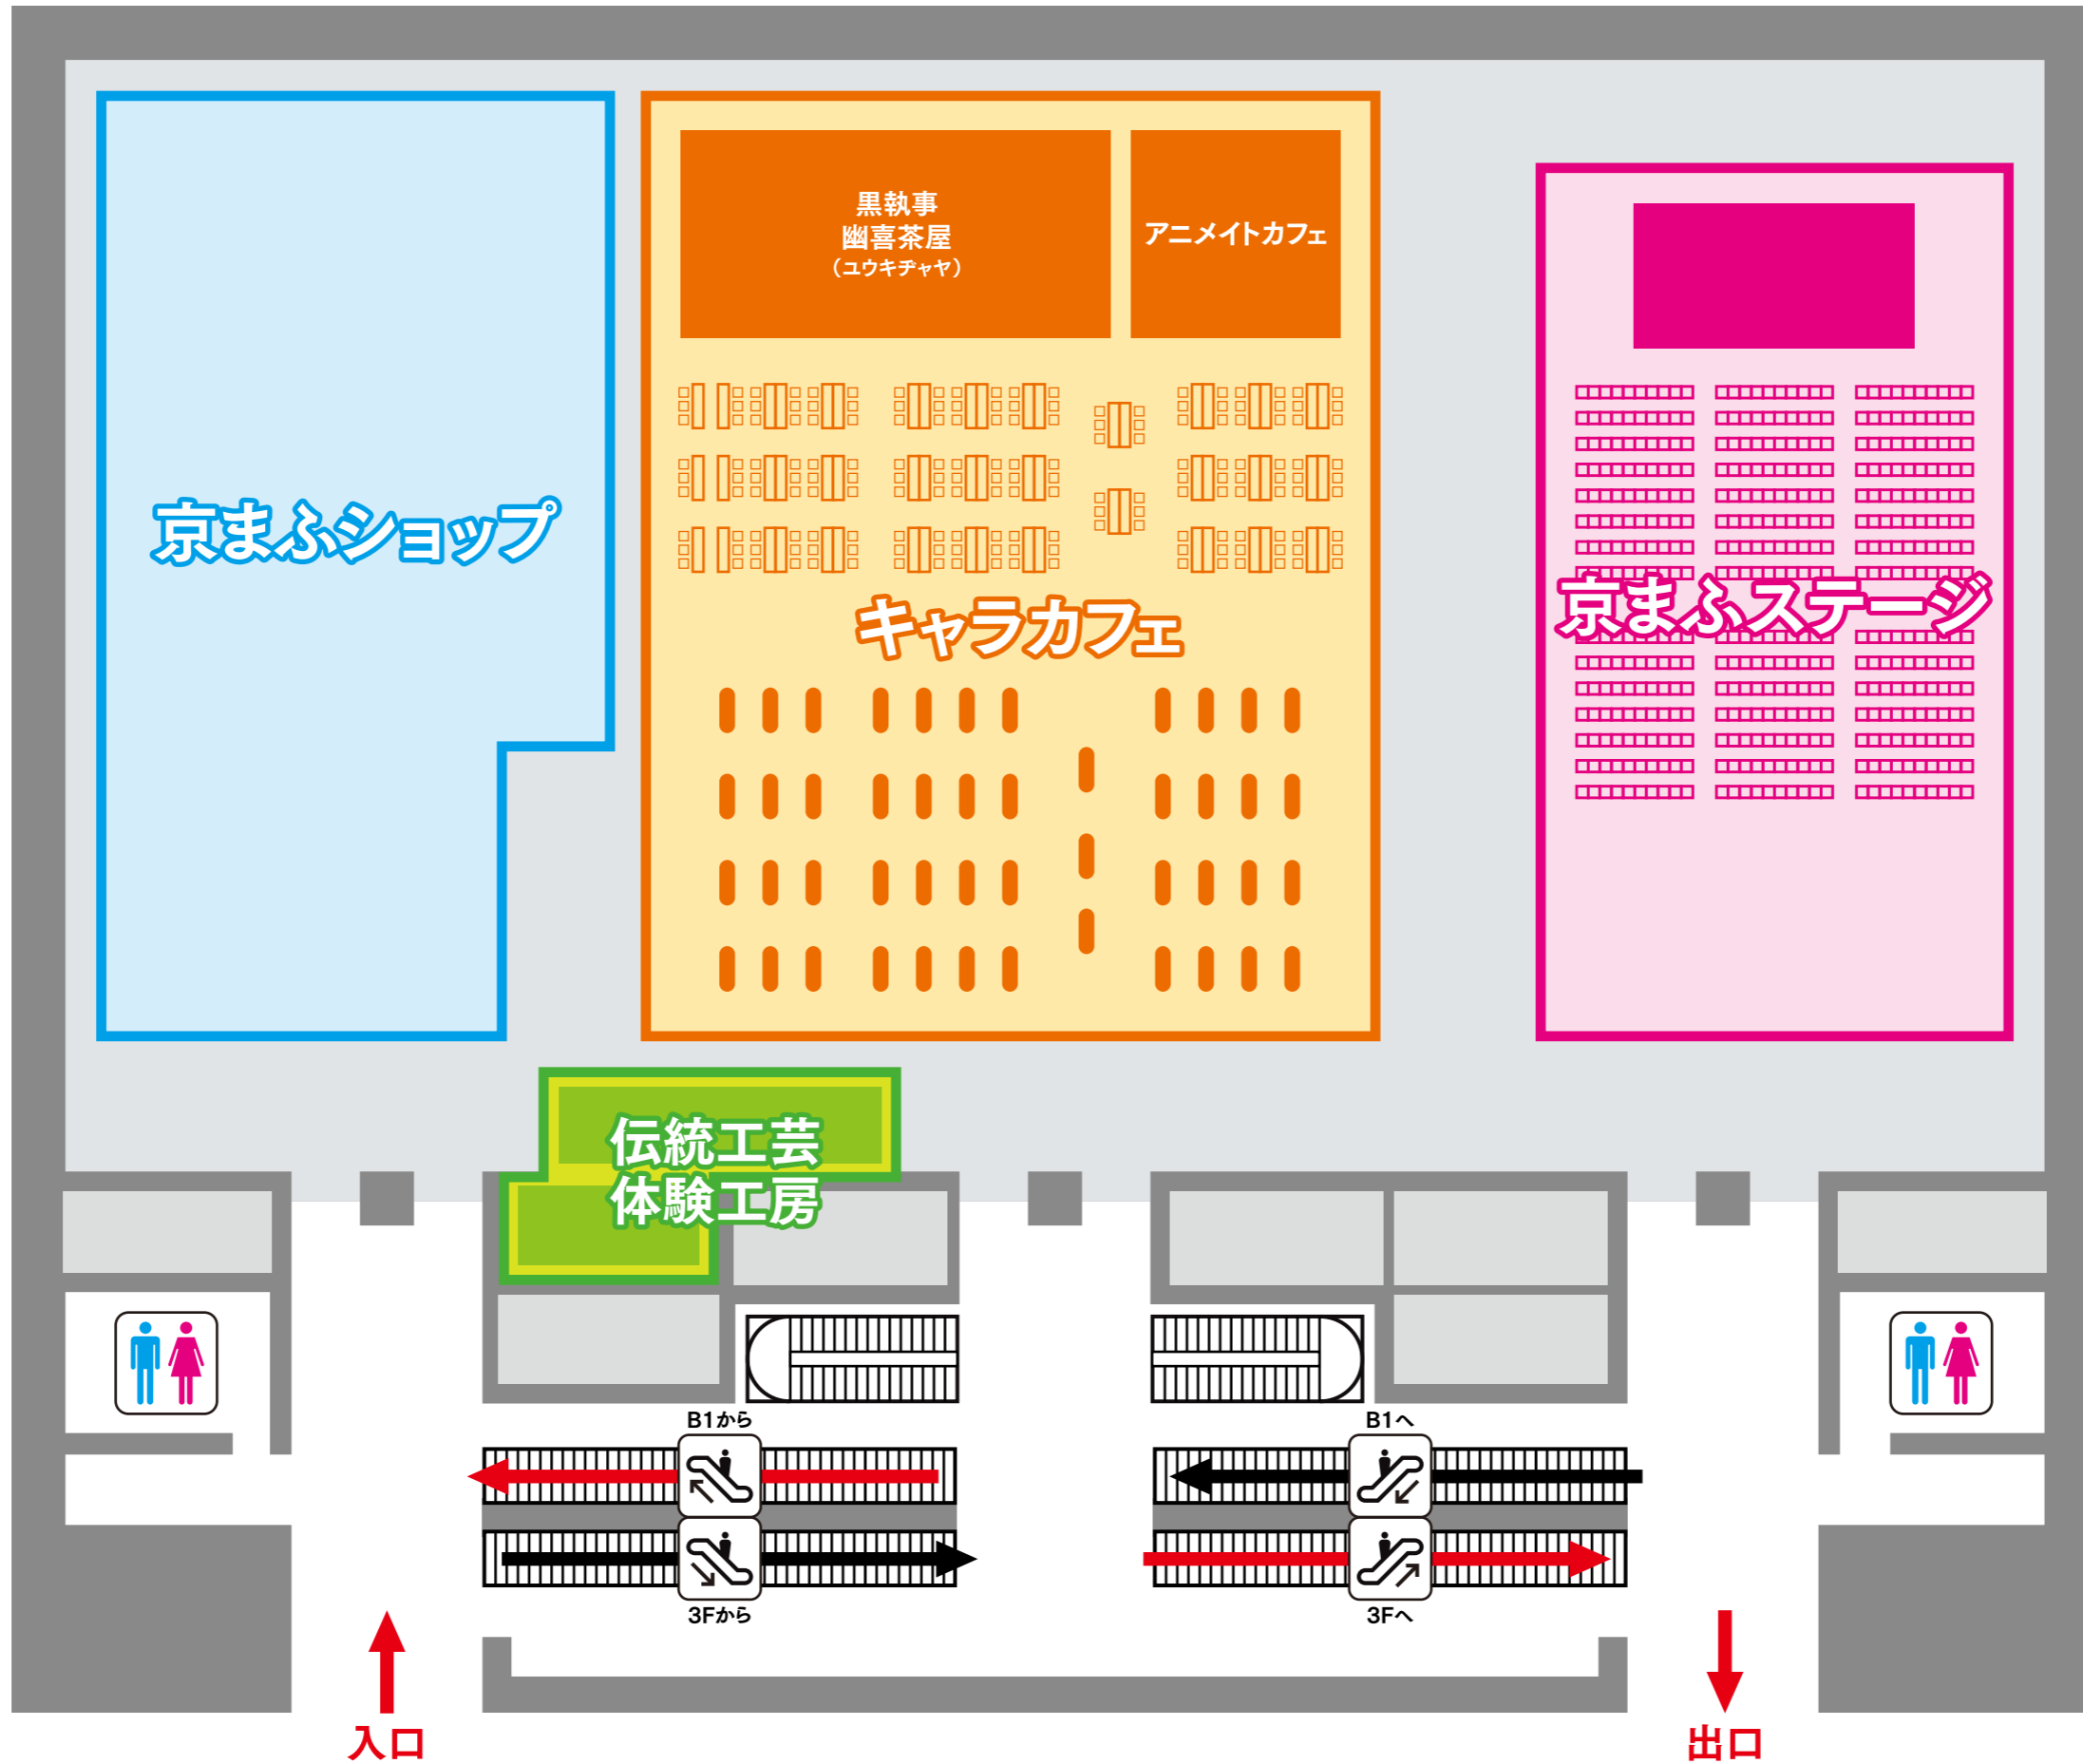 黒執事
幽喜茶屋
（ユウキヂャヤ）
アニメイトカフェ
京まふショップ
キャラカフェ
京まふステージ
伝統工芸
体験工房
B1から
B1へ
3Fから
3Fへ
入口
出口